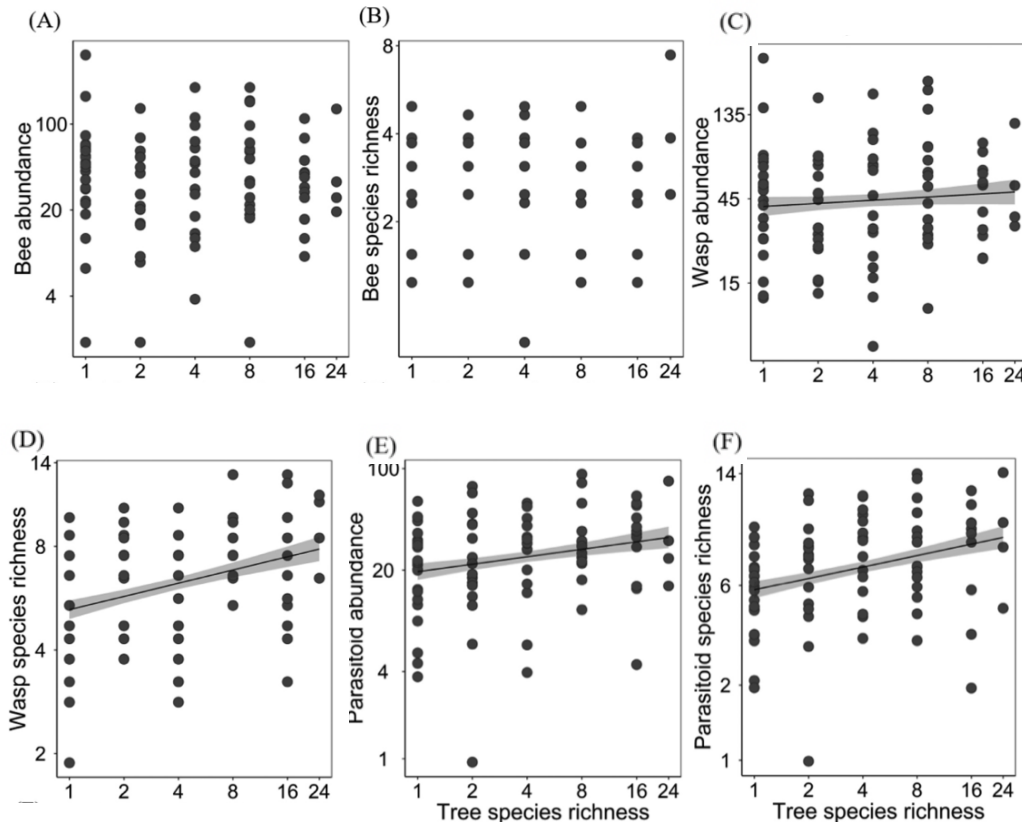 (A)
Bee abundance
100
20
4
1 2 4 8 16 24
(B)
Bee species richness
8
4
2
1 2 4 8 16 24
(C)
Wasp abundance
135
45
15
1 2 4 8 16 24
(D)
Wasp species richness
14
8
4
2
1 2 4 8 16 24
(E)
Parasitoid abundance
100
20
4
1
1 2 4 8 16 24
Tree species richness
(F)
Parasitoid species richness
14
6
2
1
1 2 4 8 16 24
Tree species richness